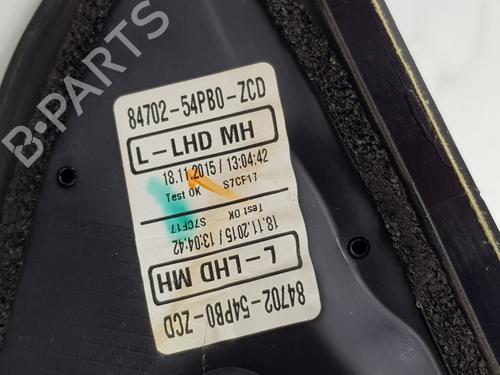 B-PARTS
84702-54PB0-ZCD
L-LHD MH
18.11.2015 / 13:04:42
Test OK S7CF17
Test OK S7CF17
18.11.2015 / 13:04:42
L-LHD MH
84702-54PB0-ZCD